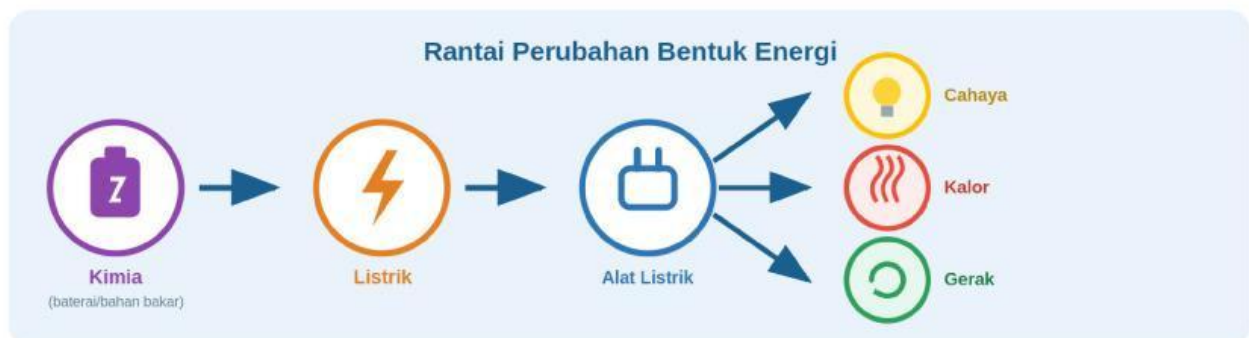 Rantai Perubahan Bentuk Energi
Cahaya
Kalor
Kimia
Listrik
Alat Listrik
Gerak
(baterai/bahan bakar)